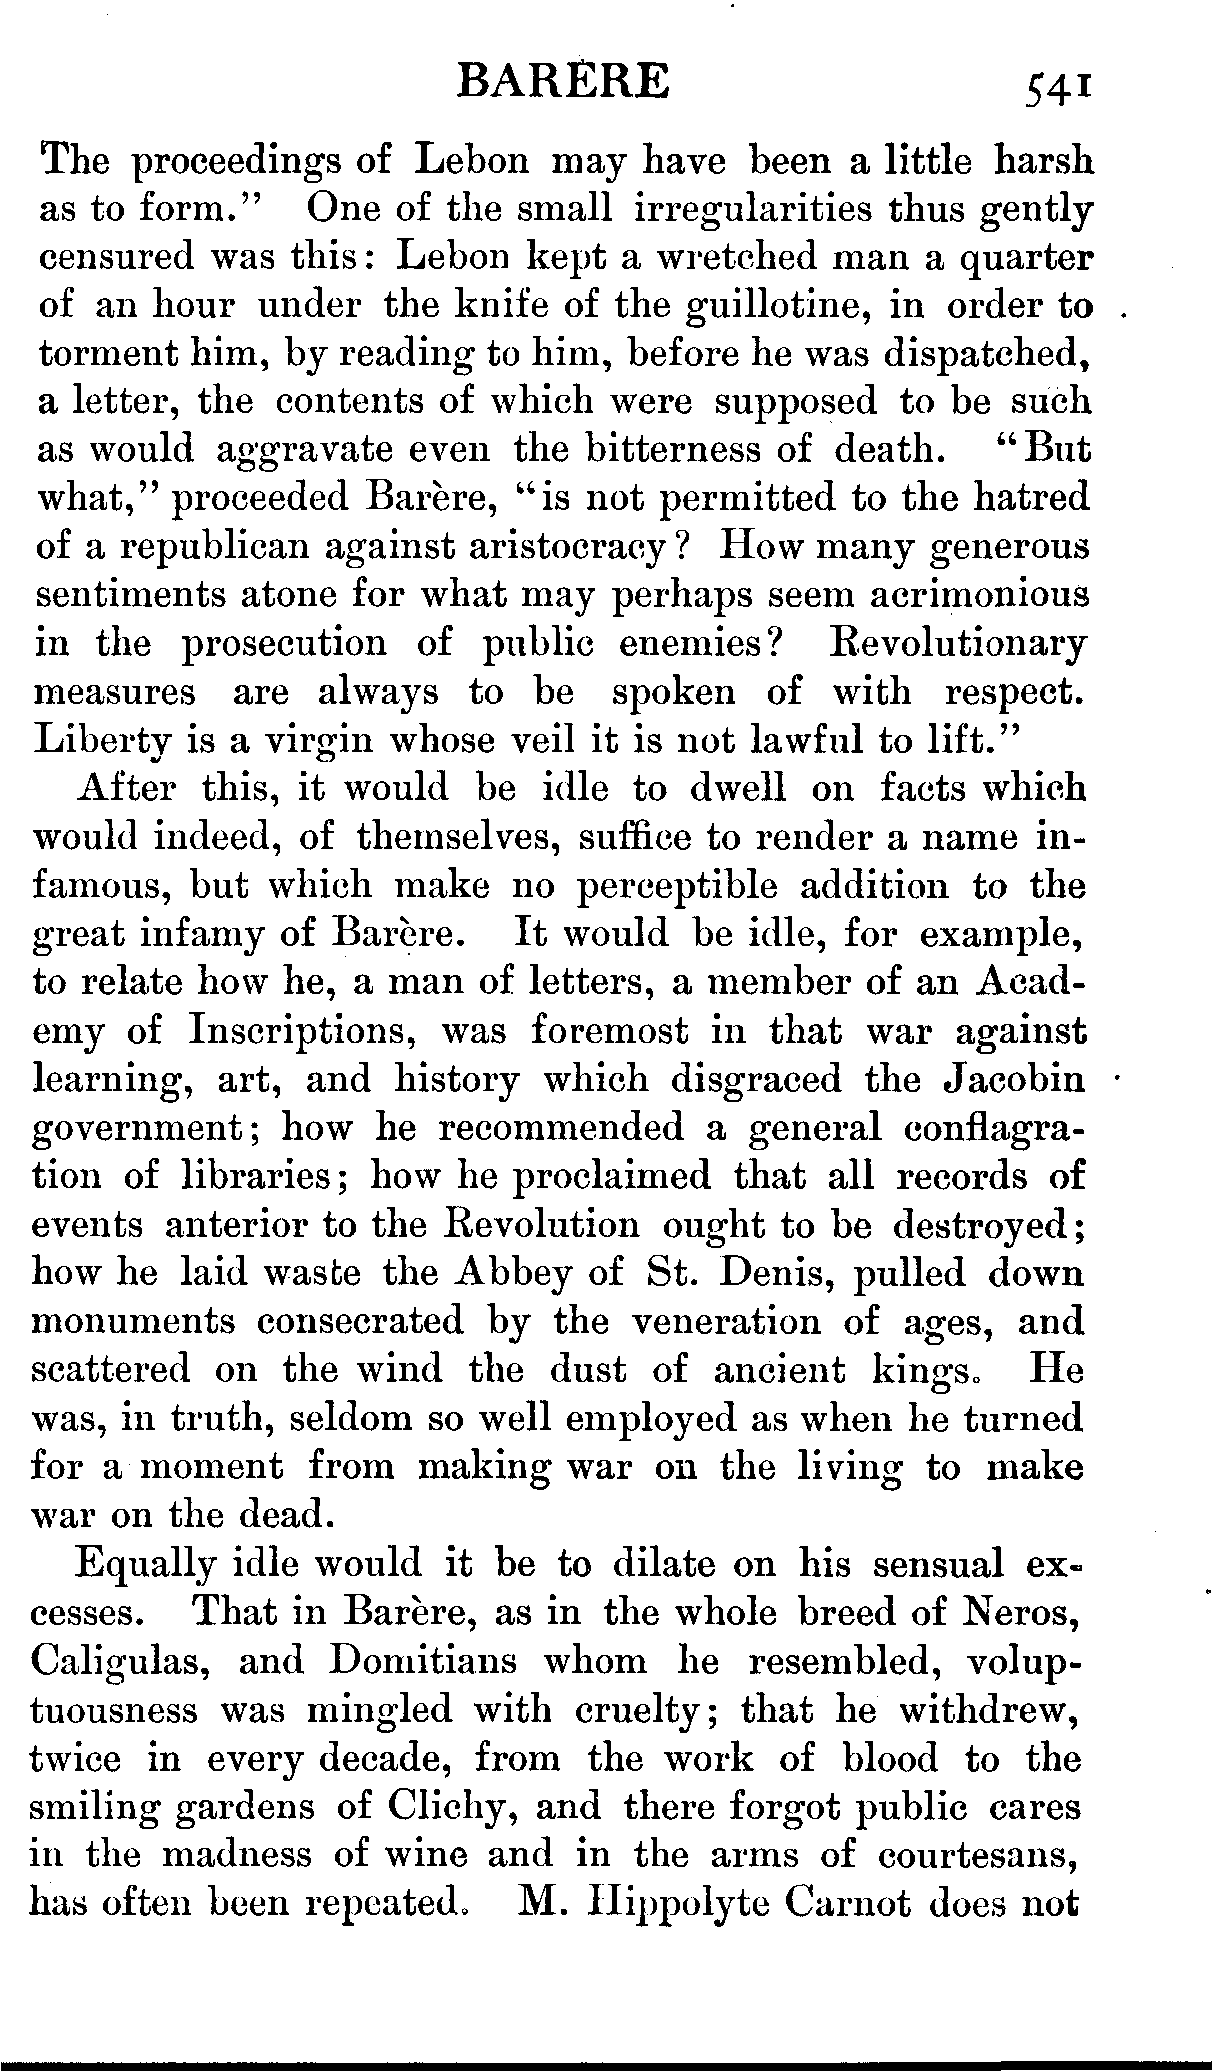 BARÈRE 541
The proceedings of Lebon may have been a little harsh
as to form." One of the small irregularities thus gently
censured was this: Lebon kept a wretched man a quarter
of an hour under the knife of the guillotine, in order to
torment him, by reading to him, before he was dispatched,
a letter, the contents of which were supposed to be such
as would aggravate even the bitterness of death. "But
what," proceeded Barère, "is not permitted to the hatred
of a republican against aristocracy? How many generous
sentiments atone for what may perhaps seem acrimonious
in the prosecution of public enemies? Revolutionary
measures are always to be spoken of with respect.
Liberty is a virgin whose veil it is not lawful to lift."
After this, it would be idle to dwell on facts which
would indeed, of themselves, suffice to render a name in-
famous, but which make no perceptible addition to the
great infamy of Barère. It would be idle, for example,
to relate how he, a man of letters, a member of an Acad-
emy of Inscriptions, was foremost in that war against
learning, art, and history which disgraced the Jacobin
government; how he recommended a general conflagra-
tion of libraries; how he proclaimed that all records of
events anterior to the Revolution ought to be destroyed;
how he laid waste the Abbey of St. Denis, pulled down
monuments consecrated by the veneration of ages, and
scattered on the wind the dust of ancient kings. He
was, in truth, seldom so well employed as when he turned
for a moment from making war on the living to make
war on the dead.
Equally idle would it be to dilate on his sensual ex-
cesses. That in Barère, as in the whole breed of Neros,
Caligulas, and Domitians whom he resembled, volup-
tuousness was mingled with cruelty; that he withdrew,
twice in every decade, from the work of blood to the
smiling gardens of Clichy, and there forgot public cares
in the madness of wine and in the arms of courtesans,
has often been repeated. M. Hippolyte Carnot does not